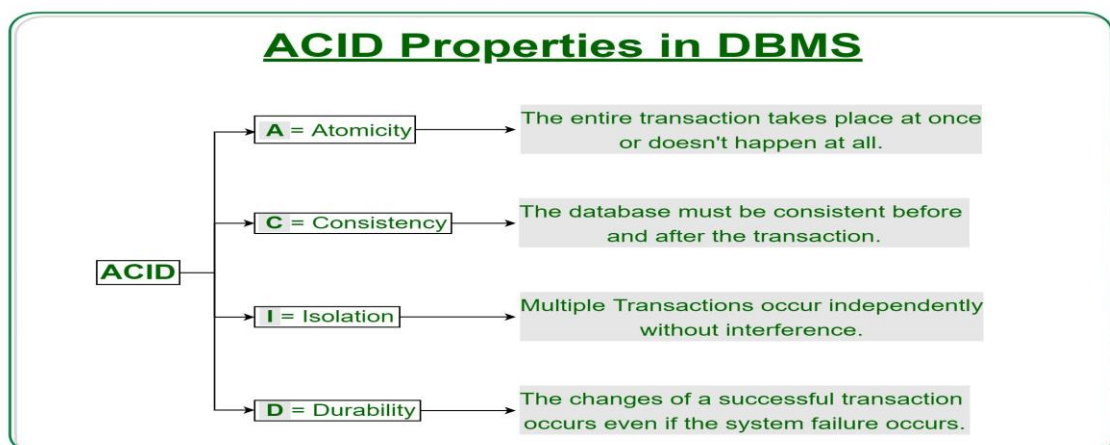 ACID Properties in DBMS
A = Atomicity
The entire transaction takes place at once
or doesn't happen at all.
C = Consistency
The database must be consistent before
and after the transaction.
ACID
I = Isolation
Multiple Transactions occur independently
without interference.
D = Durability
The changes of a successful transaction
occurs even if the system failure occurs.